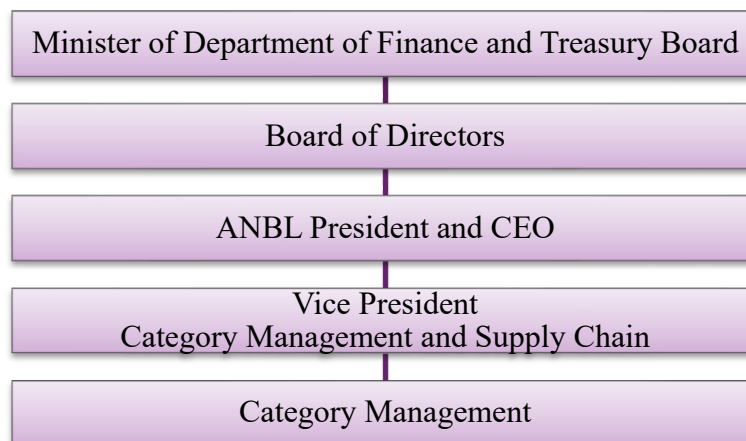 Minister of Department of Finance and Treasury Board
Board of Directors
ANBL President and CEO
Vice President
Category Management and Supply Chain
Category Management